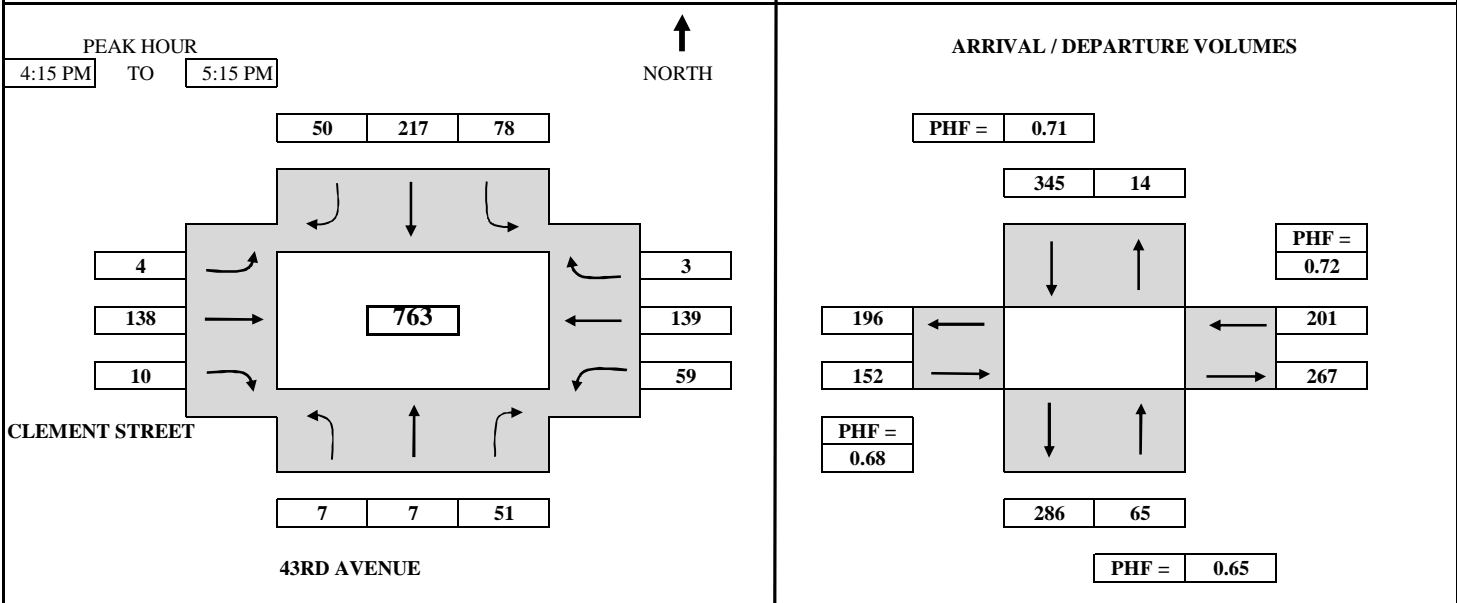 PEAK HOUR
4:15 PM TO 5:15 PM
NORTH
50 217 78
4
138
10
763
3
139
59
CLEMENT STREET
7 7 51
43RD AVENUE
ARRIVAL / DEPARTURE VOLUMES
PHF = 0.71
345 14
PHF =
0.72
196
152
201
267
PHF =
0.68
286 65
PHF = 0.65